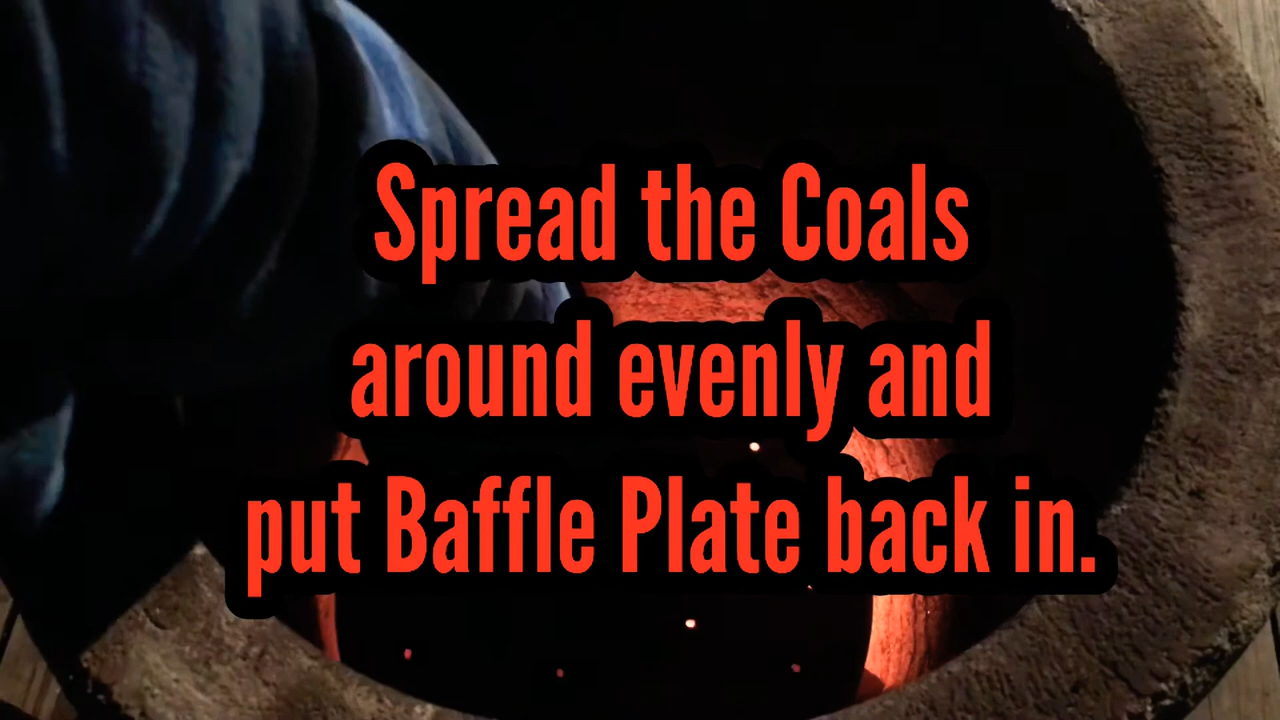 Spread the Coals
around evenly and
put Baffle Plate back in.